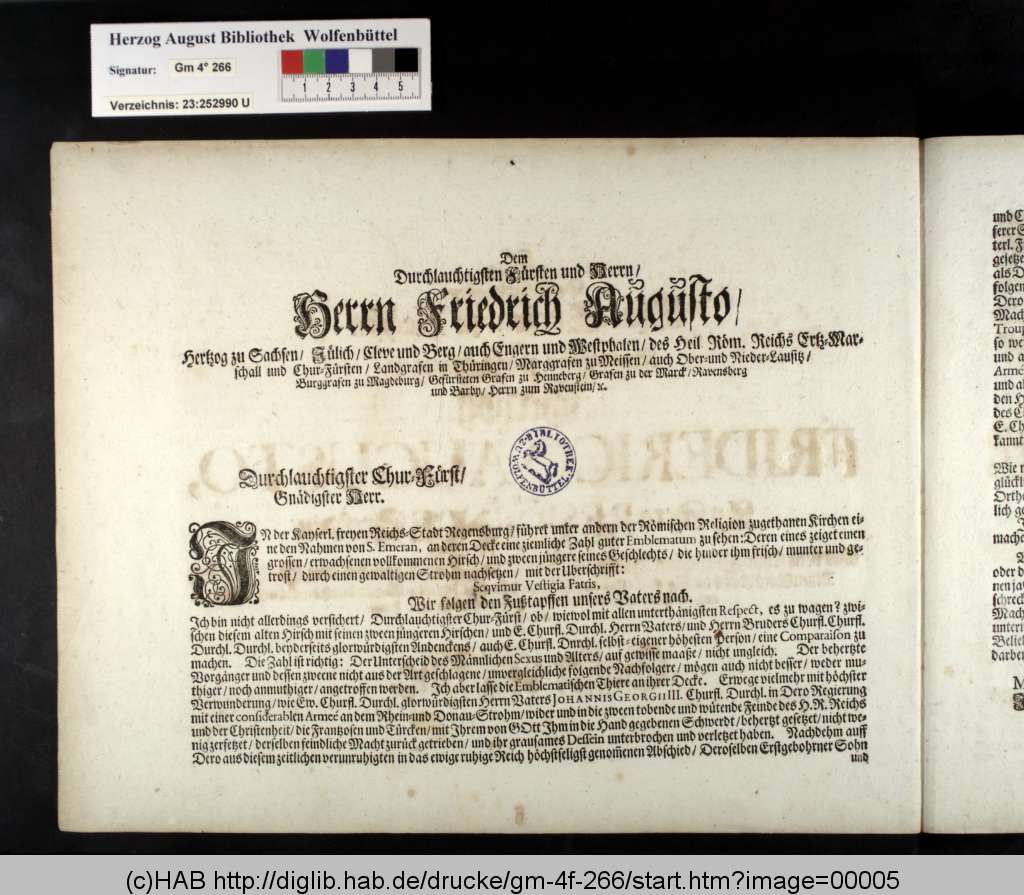 Herzog August Bibliothek Wolfenbüttel
Signatur: Gm 4° 266
1 2 3 4 5
Verzeichnis: 23:252990 U
Dem
Durchlauchtigsten Fürsten und Herrn/
Herrn Friedrich Augusto/
Hertzog zu Sachsen/ Jülich/ Cleve und Berg/ auch Engern und Westphalen/ des Heil Röm. Reichs Ertz-Mar-
schall und Chur-Fürsten/ Landgrafen in Thüringen/ Marggrafen zu Meissen/ auch Ober-und Nieder-Lausitz/
Burggrafen zu Magdeburg/ Gefürsteten Grafen zu Henneberg/ Grafen zu der Marck/ Ravensberg
und Barby/ Herrn zum Ravenstein/ &c.
BIBLIOTHEK
WOLFENBÜTTEL
Durchlauchtigster Chur-Fürst/
Gnädigster Herr.
IN der Kayserl. freyen Reichs-Stadt Regensburg/ führet unter andern der Römischen Religion zugethanen Kirchen ei-
ne den Nahmen von S. Emeran, an deren Decke eine ziemliche Zahl guter Emblematum zu sehen: Deren eines zeiget einen
grossen/ erwachsenen vollkommenen Hirsch/ und zween jüngere seines Geschlechts/ die hinder ihm frisch/ munter und ge-
trost/ durch einen gewaltigen Strohm nachsetzen/ mit der Uberschrifft:
Seqvimur Vestigia Patris,
Wir folgen den Fußtapffen unsers Vaters nach.
Ich bin nicht allerdings versichert/ Durchlauchtigster Chur-Fürst/ ob/ wiewol mit allen unterthänigsten Respect, es zu wagen? zwi-
schen diesem alten Hirsch mit seinen zween jüngeren Hirschen/ und E. Churfl. Durchl. Herrn Vaters/ und Herrn Bruders Churfl. Churfl.
Durchl. Durchl. beyderseits glorwürdigsten Andenckens/ auch E. Churfl. Dnrchl. selbst-eigener höhesten Person/ eine Comparaison zu
machen. Die Zahl ist richtig: Der Unterscheid des Männlichen Sexus und Alters/ auf gewisse maaße/ nicht ungleich. Der behertzte
Vorgänger und dessen zweene nicht aus der Art geschlagene/ unvergleichliche folgende Nachfolgere/ mögen auch nicht besser/ weder mu-
thiger/ noch anmuthiger/ angetroffen werden. Ich aber lasse die Emblematischen Thiere an ihrer Decke. Erwege vielmehr mit höchster
Verwunderung/ wie Ew. Churfl. Durchl. glorwürdigsten Herrn Vaters JOHANNIS GEORGII III. Churfl. Durchl. in Dero Regierung
mit einer considerablen Armeé an dem Rhein-und Donau-Strohm/ wider und in die zween tobende und wütende Feinde des H. R. Reichs
und der Christenheit/ die Frantzosen und Türcken/ mit Ihrem von GOtt Ihm in die Hand gegebenen Schwerdt/ behertzt gesetzet/ nicht we-
nig zersetzet/ derselben feindliche Macht zurück getrieben/ und ihr grausames Dessein unterbrochen und verletzet haben. Nachdehm auff
Dero aus diesem zeitlichen verunruhigten in das ewige ruhige Reich höchstseligst genommenen Abschied/ Deroselben Erstgebohrner Sohn
und
(c)HAB http://diglib.hab.de/drucke/gm-4f-266/start.htm?image=00005